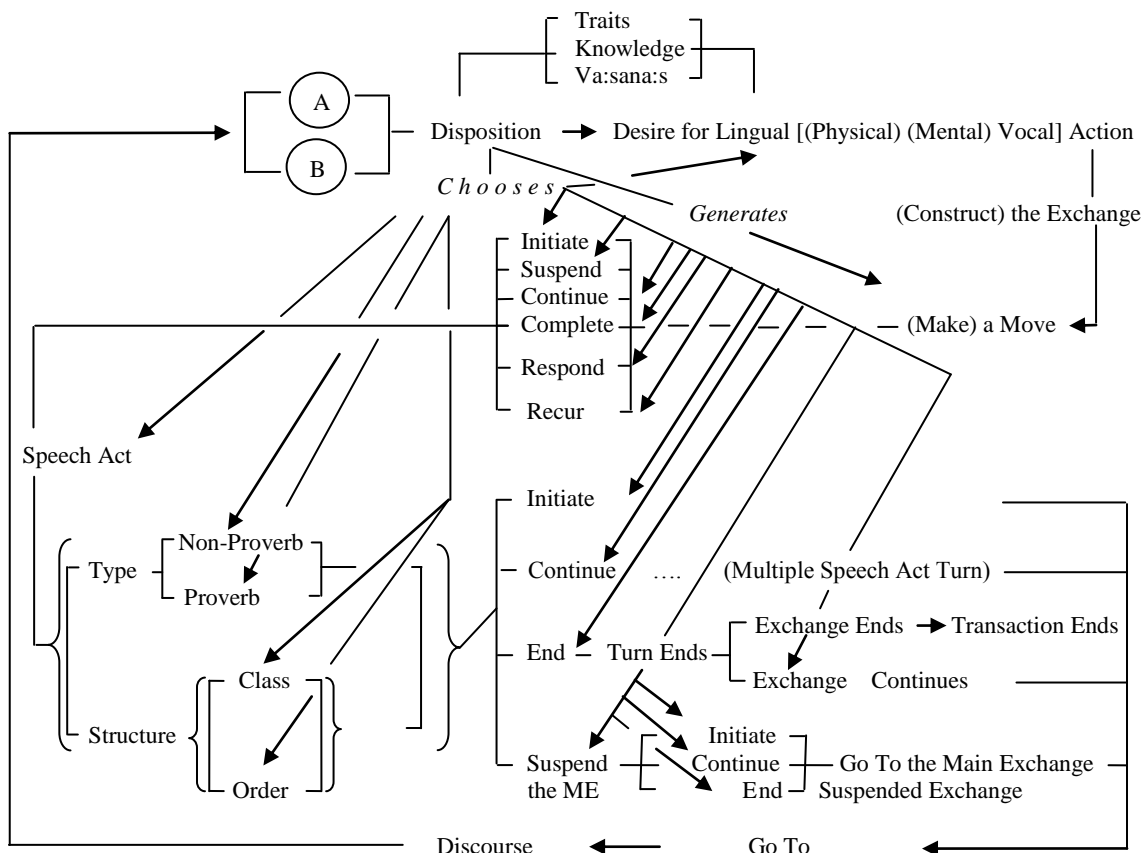 Traits
Knowledge
Va:sana:s
A
Disposition
Desire for Lingual [(Physical) (Mental) Vocal] Action
B
Chooses
Generates
(Construct) the Exchange
Initiate
Suspend
Continue
Complete
(Make) a Move
Respond
Recur
Speech Act
Initiate
Non-Proverb
Type
Continue
....
(Multiple Speech Act Turn)
Proverb
Exchange Ends
Transaction Ends
End
Turn Ends
Class
Exchange Continues
Structure
Initiate
Suspend
the ME
Continue
Go To the Main Exchange
Order
End
Suspended Exchange
Discourse
Go To